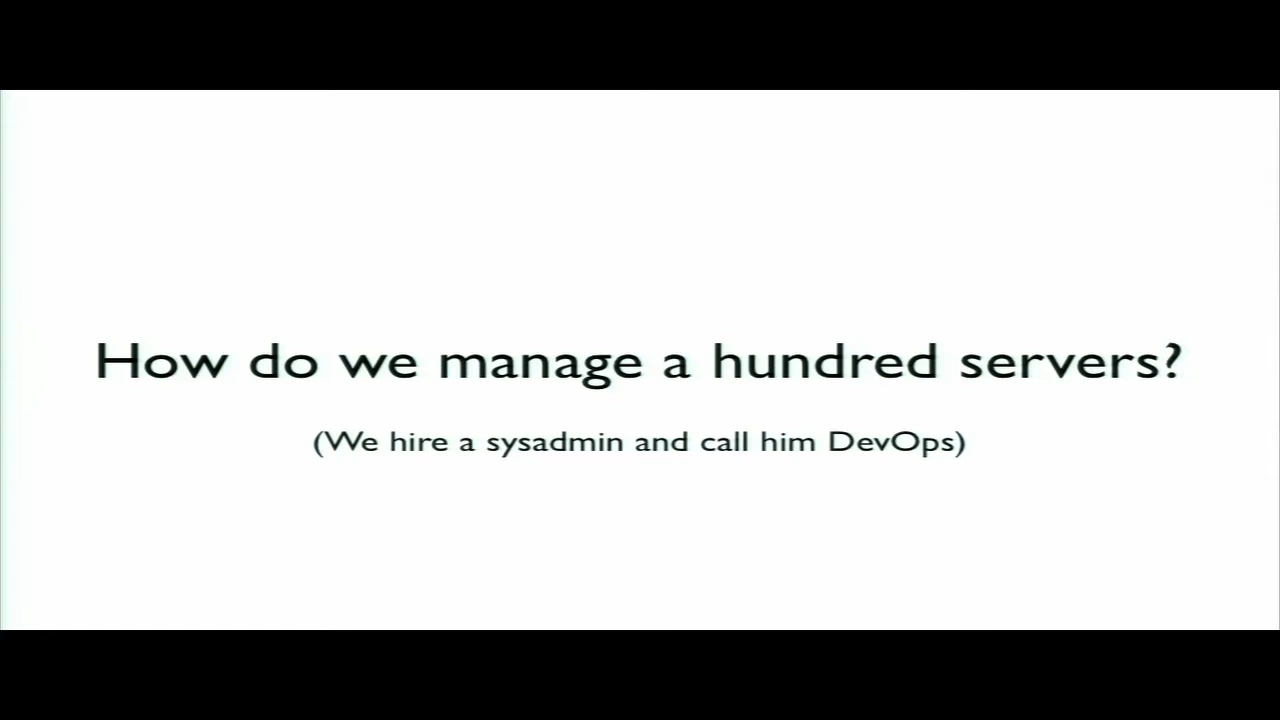 How do we manage a hundred servers?
(We hire a sysadmin and call him DevOps)